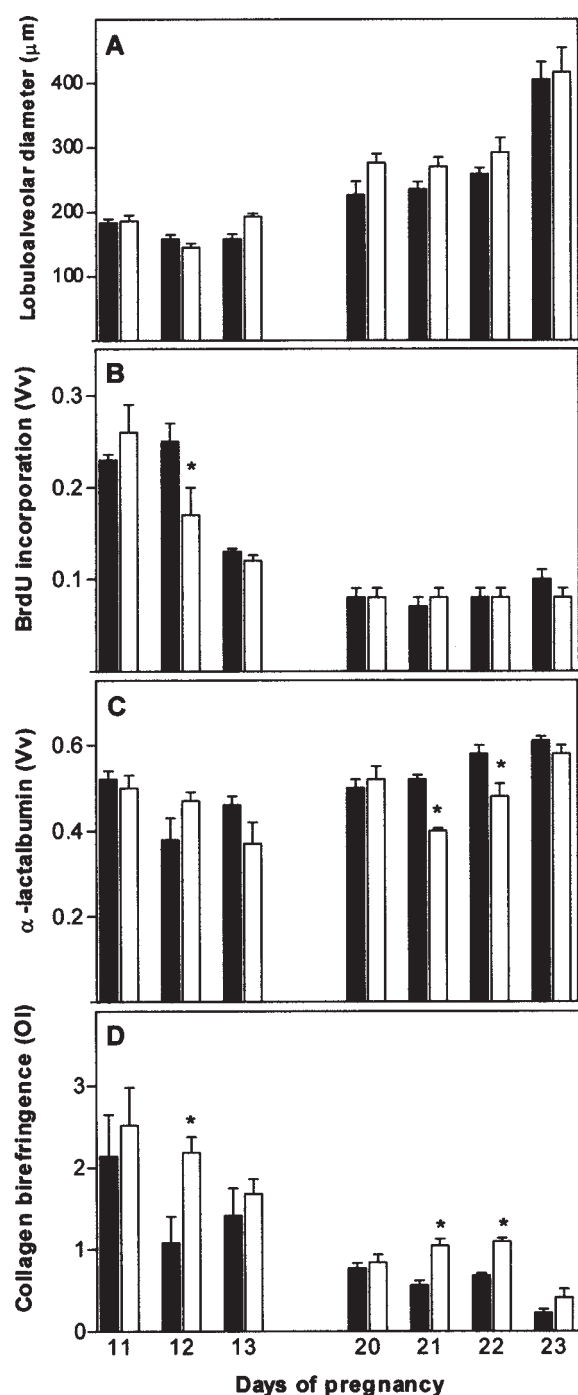 A
Lobuloalveolar diameter (μm)
400
300
200
100
B
BrdU incorporation (Vv)
0.3
0.2
0.1
*
C
α-lactalbumin (Vv)
0.6
0.4
0.2
*
*
D
Collagen birefringence (OI)
3
2
1
0
*
*
*
11 12 13 20 21 22 23
Days of pregnancy